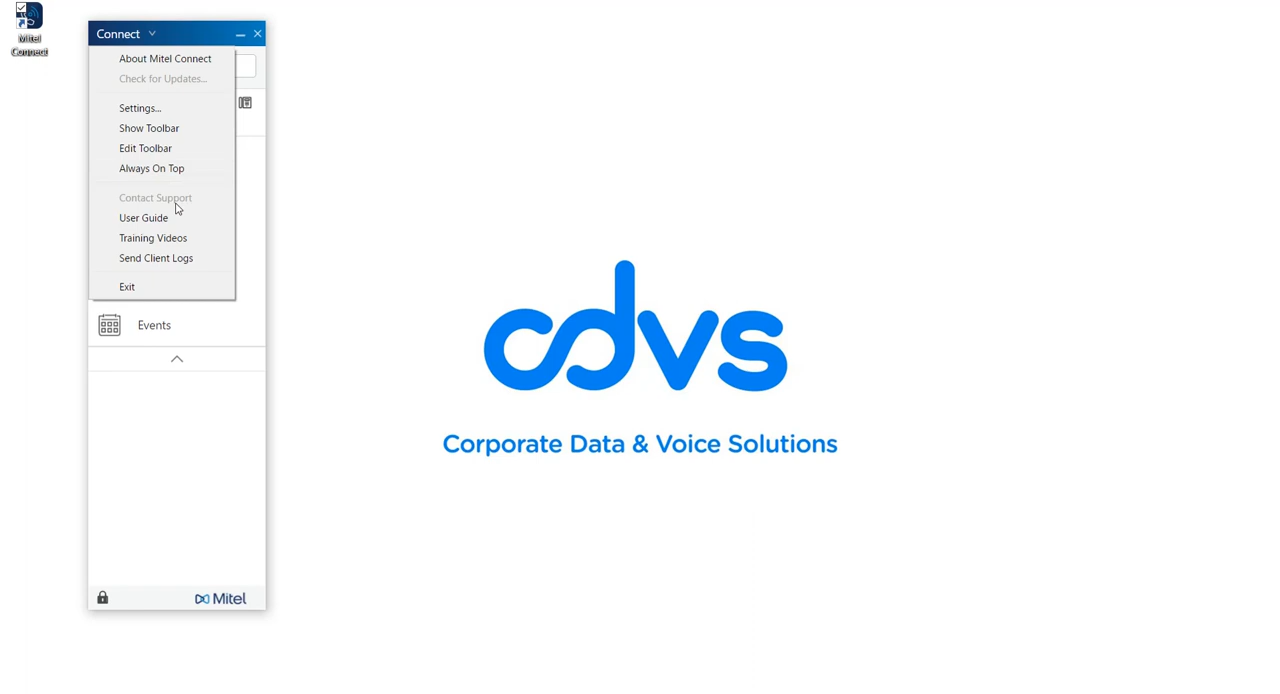 Mitel
Connect
Connect
About Mitel Connect
Check for Updates...
Settings...
Show Toolbar
Edit Toolbar
Always On Top
Contact Support
User Guide
Training Videos
Send Client Logs
Exit
Events
Mitel
cdvs
Corporate Data & Voice Solutions